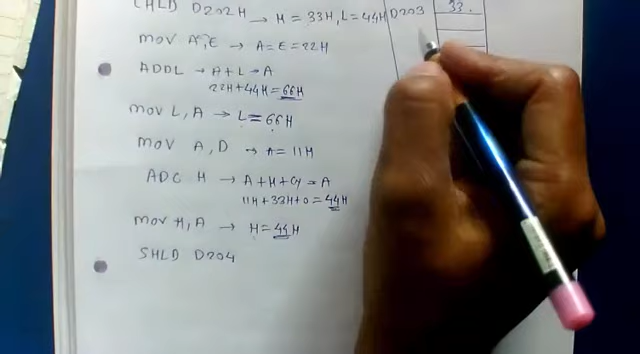 LHLD D202H → H = 33H, L = 44H D203 33.
MOV A,E → A = E = 22H
ADDL → A + L → A
22H + 44H = 66H
MOV L, A → L = 66H
MOV A, D → A = 11H
ADC H → A + H + CY = A
11H + 33H + 0 = 44H
MOV H, A → H = 44H
SHLD D204